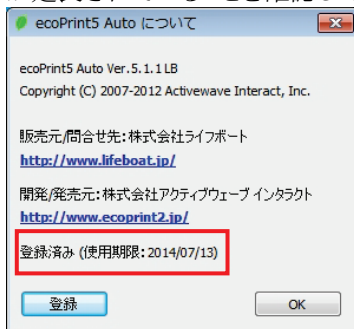 ecoPrint5 Auto について
ecoPrint5 Auto Ver.5.1.1LB
Copyright (C) 2007-2012 Activewave Interact, Inc.
販売元/問合せ先：株式会社ライフボート
http://www.lifeboat.jp/
開発/発売元：株式会社アクティブウェーブ インタラクト
http://www.ecoprint2.jp/
登録済み (使用期限：2014/07/13)
登録
OK